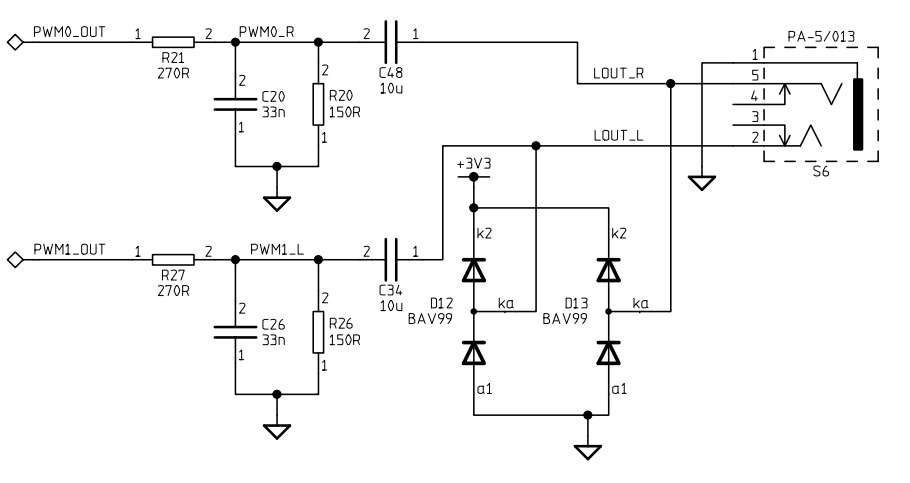 PWM0_OUT 1 2 PWM0_R 2 1
R21
270R
C48
10u
2 C20 33n 1
2 R20 150R 1
PA-5/013
1
5
4
3
2
S6
LOUT_R
LOUT_L
+3V3
PWM1_OUT 1 2 PWM1_L 2 1
R27
270R
C34
10u
2 C26 33n 1
2 R26 150R 1
k2 k2
D12 ka D13 ka
BAV99 BAV99
a1 a1